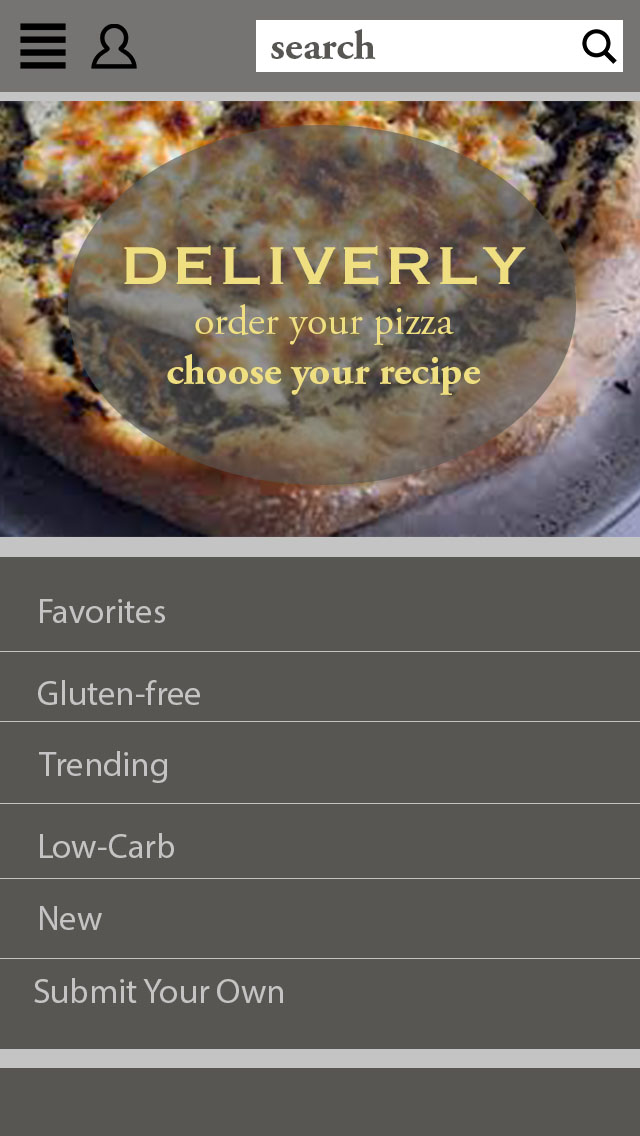 search
DELIVERLY
order your pizza
choose your recipe
Favorites
Gluten-free
Trending
Low-Carb
New
Submit Your Own